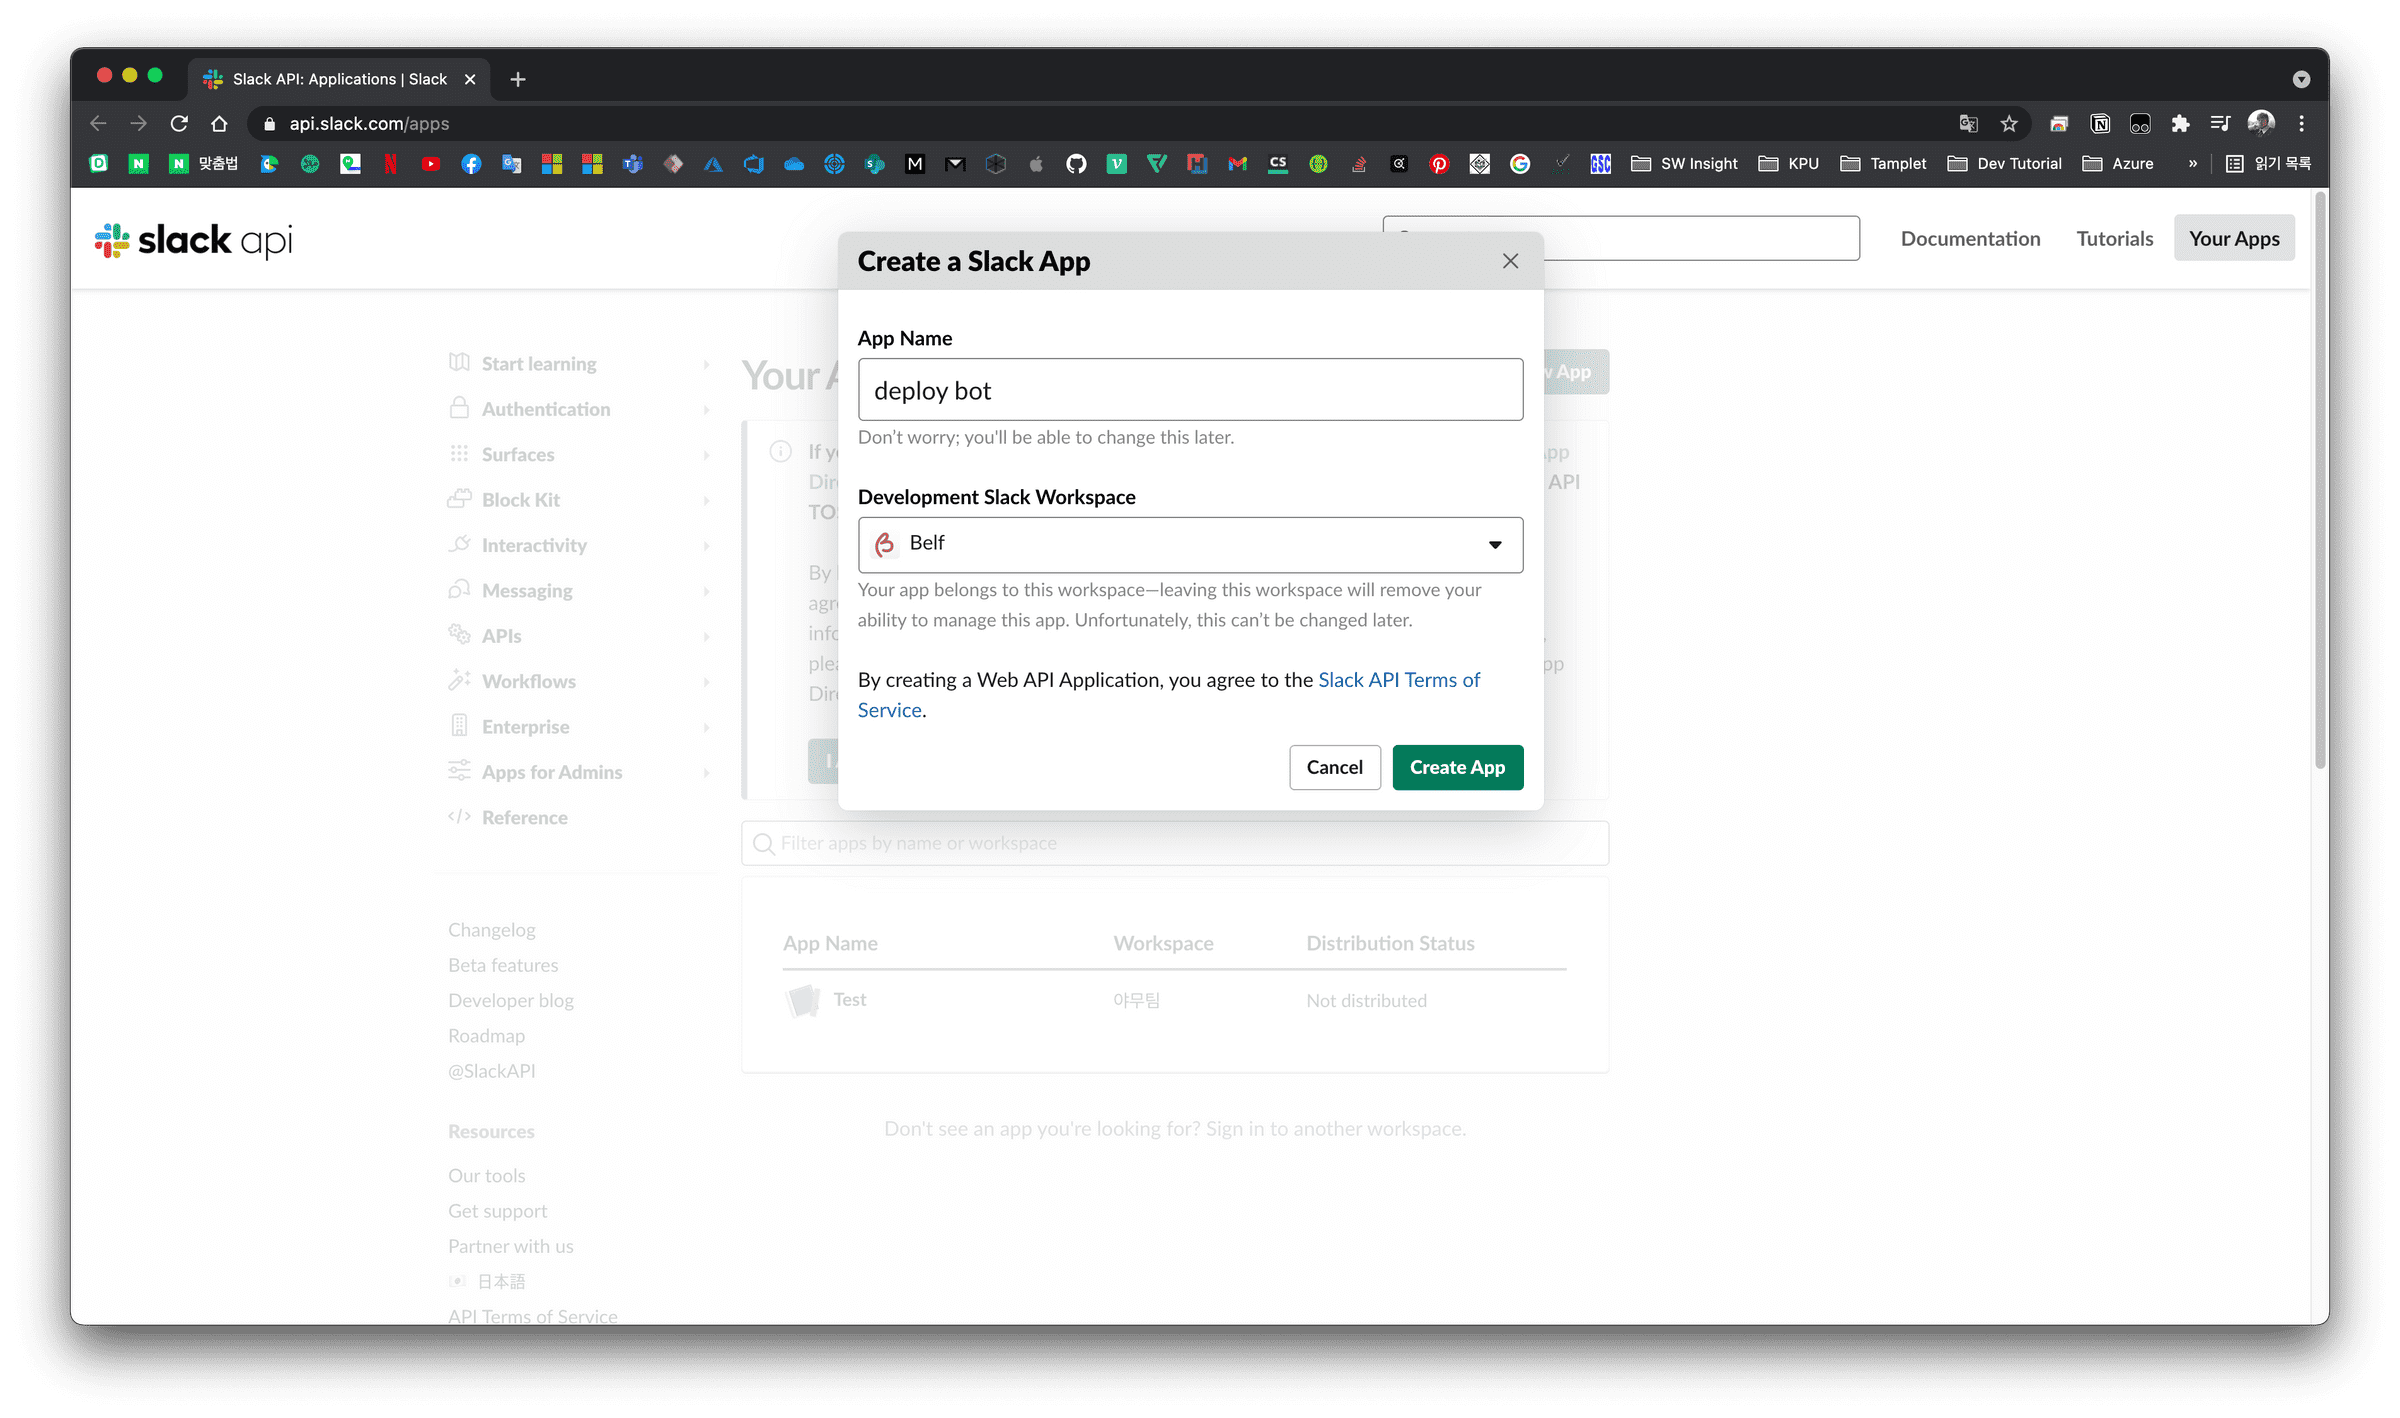 Slack API: Applications | Slack
api.slack.com/apps
맞춤법
SW Insight
KPU
Tamplet
Dev Tutorial
Azure
»
읽기 목록
slack api
Documentation
Tutorials
Your Apps
Create a Slack App
App Name
deploy bot
Don’t worry; you'll be able to change this later.
Development Slack Workspace
Belf
Your app belongs to this workspace—leaving this workspace will remove your
ability to manage this app. Unfortunately, this can’t be changed later.
By creating a Web API Application, you agree to the Slack API Terms of
Service.
Cancel
Create App
Start learning
Authentication
Surfaces
Block Kit
Interactivity
Messaging
APIs
Workflows
Enterprise
Apps for Admins
Reference
Changelog
Beta features
Developer blog
Roadmap
@SlackAPI
Resources
Our tools
Get support
Partner with us
日本語
API Terms of Service
Your
App
If
API
By
Filter apps by name or workspace
App Name
Workspace
Distribution Status
Test
야무팀
Not distributed
Don't see an app you're looking for? Sign in to another workspace.